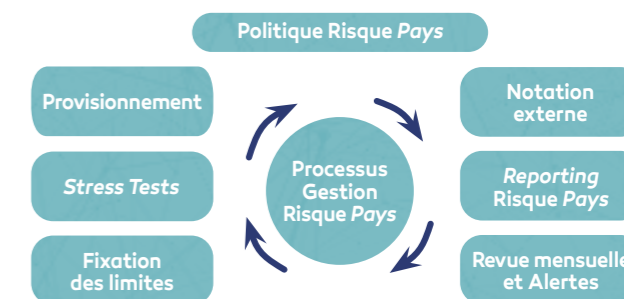 Politique Risque Pays
Provisionnement
Stress Tests
Fixation
des limites
Processus
Gestion
Risque Pays
Notation
externe
Reporting
Risque Pays
Revue mensuelle
et Alertes